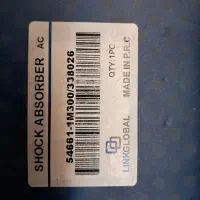 SHOCK ABSORBER AC
54661-1M300/338026
QTY:1PC
LINKGLOBAL
MADE IN P.R.C